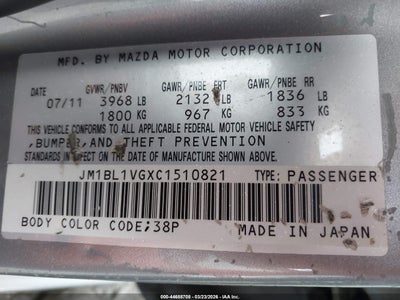 MFD. BY MAZDA MOTOR CORPORATION
DATE GVWR/PNBV GAWR/PNBE FRT GAWR/PNBE RR
07/11 3968 LB 2132 LB 1836 LB
1800 KG 967 KG 833 KG
THIS VEHICLE CONFORMS TO ALL APPLICABLE FEDERAL MOTOR VEHICLE SAFETY
,BUMPER,AND THEFT PREVENTION
STANDARDS IN EFFECT ON THE DATE OF MANUFACTURE SHOWN ABOVE.
JM1BL1VGXC1510821 TYPE: PASSENGER
BODY COLOR CODE;38P MADE IN JAPAN
000-44688708 - 03/23/2026 - IAA Inc.